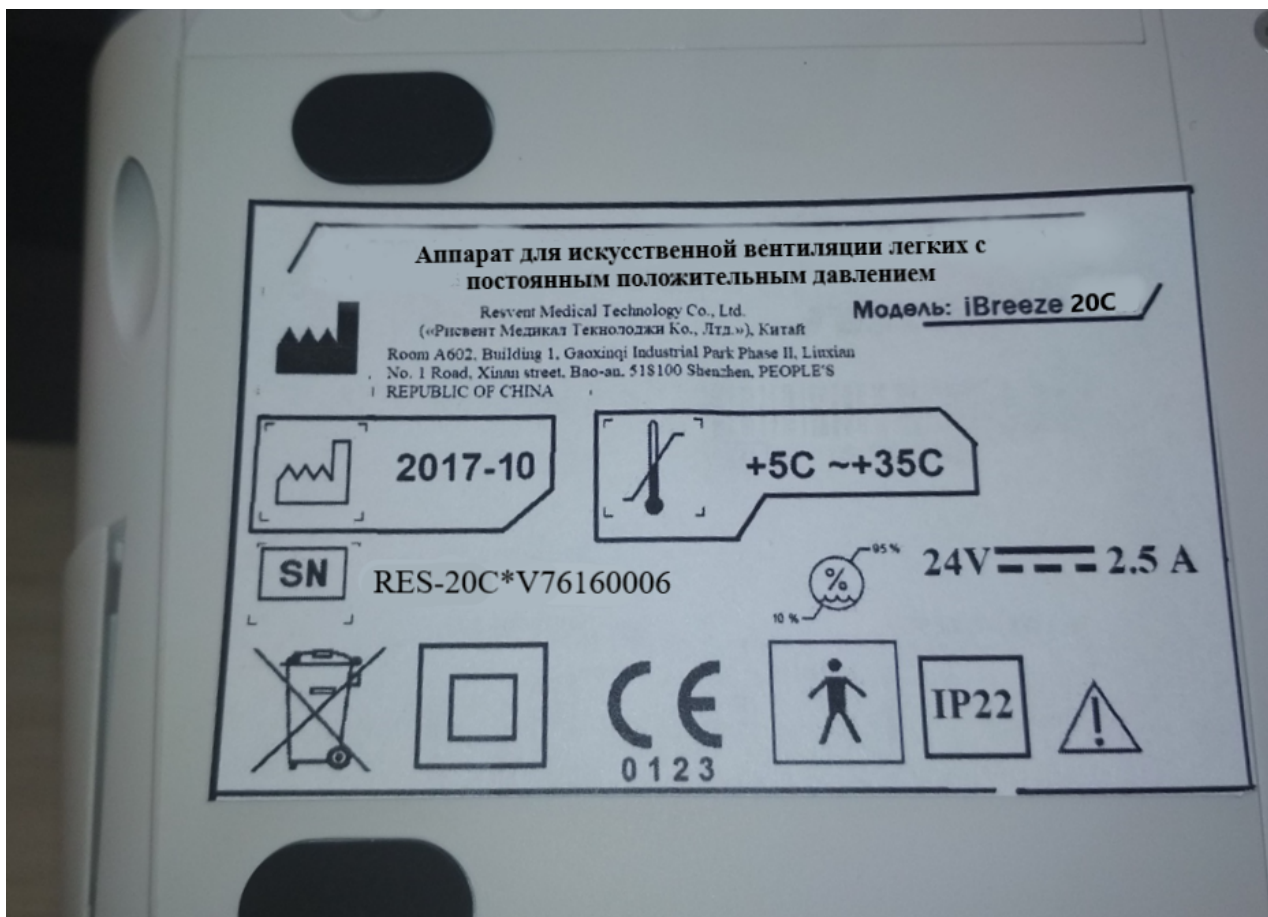 Аппарат для искусственной вентиляции легких с
постоянным положительным давлением
Resvent Medical Technology Co., Ltd.
(«Рисвент Медикал Текнолоджи Ко., Лтд.»), Китай
Модель: iBreeze 20C
Room A602, Building 1, Gaoxinqi Industrial Park Phase II, Liuxian
No. 1 Road, Xinan street, Bao-an, 518100 Shenzhen, PEOPLE'S
REPUBLIC OF CHINA
2017-10
+5C ~+35C
SN
RES-20C*V76160006
95 %
%
10 %
24V 2.5 A
CE
0123
IP22